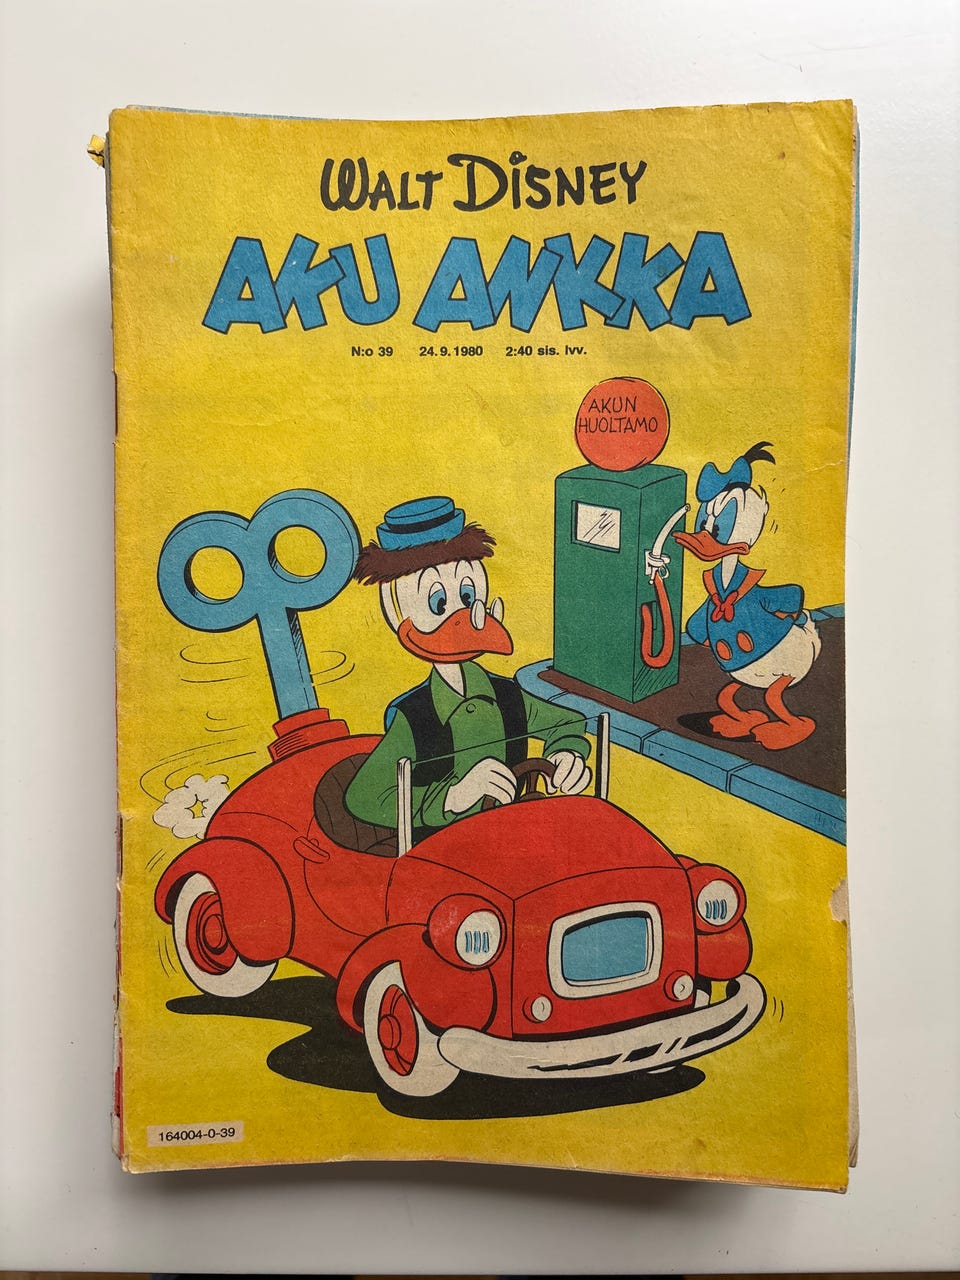 WALT DISNEY
AKU ANKKA
N:o 39 24.9.1980 2:40 sis. lvv.
AKUN
HUOLTAMO
164004-0-39